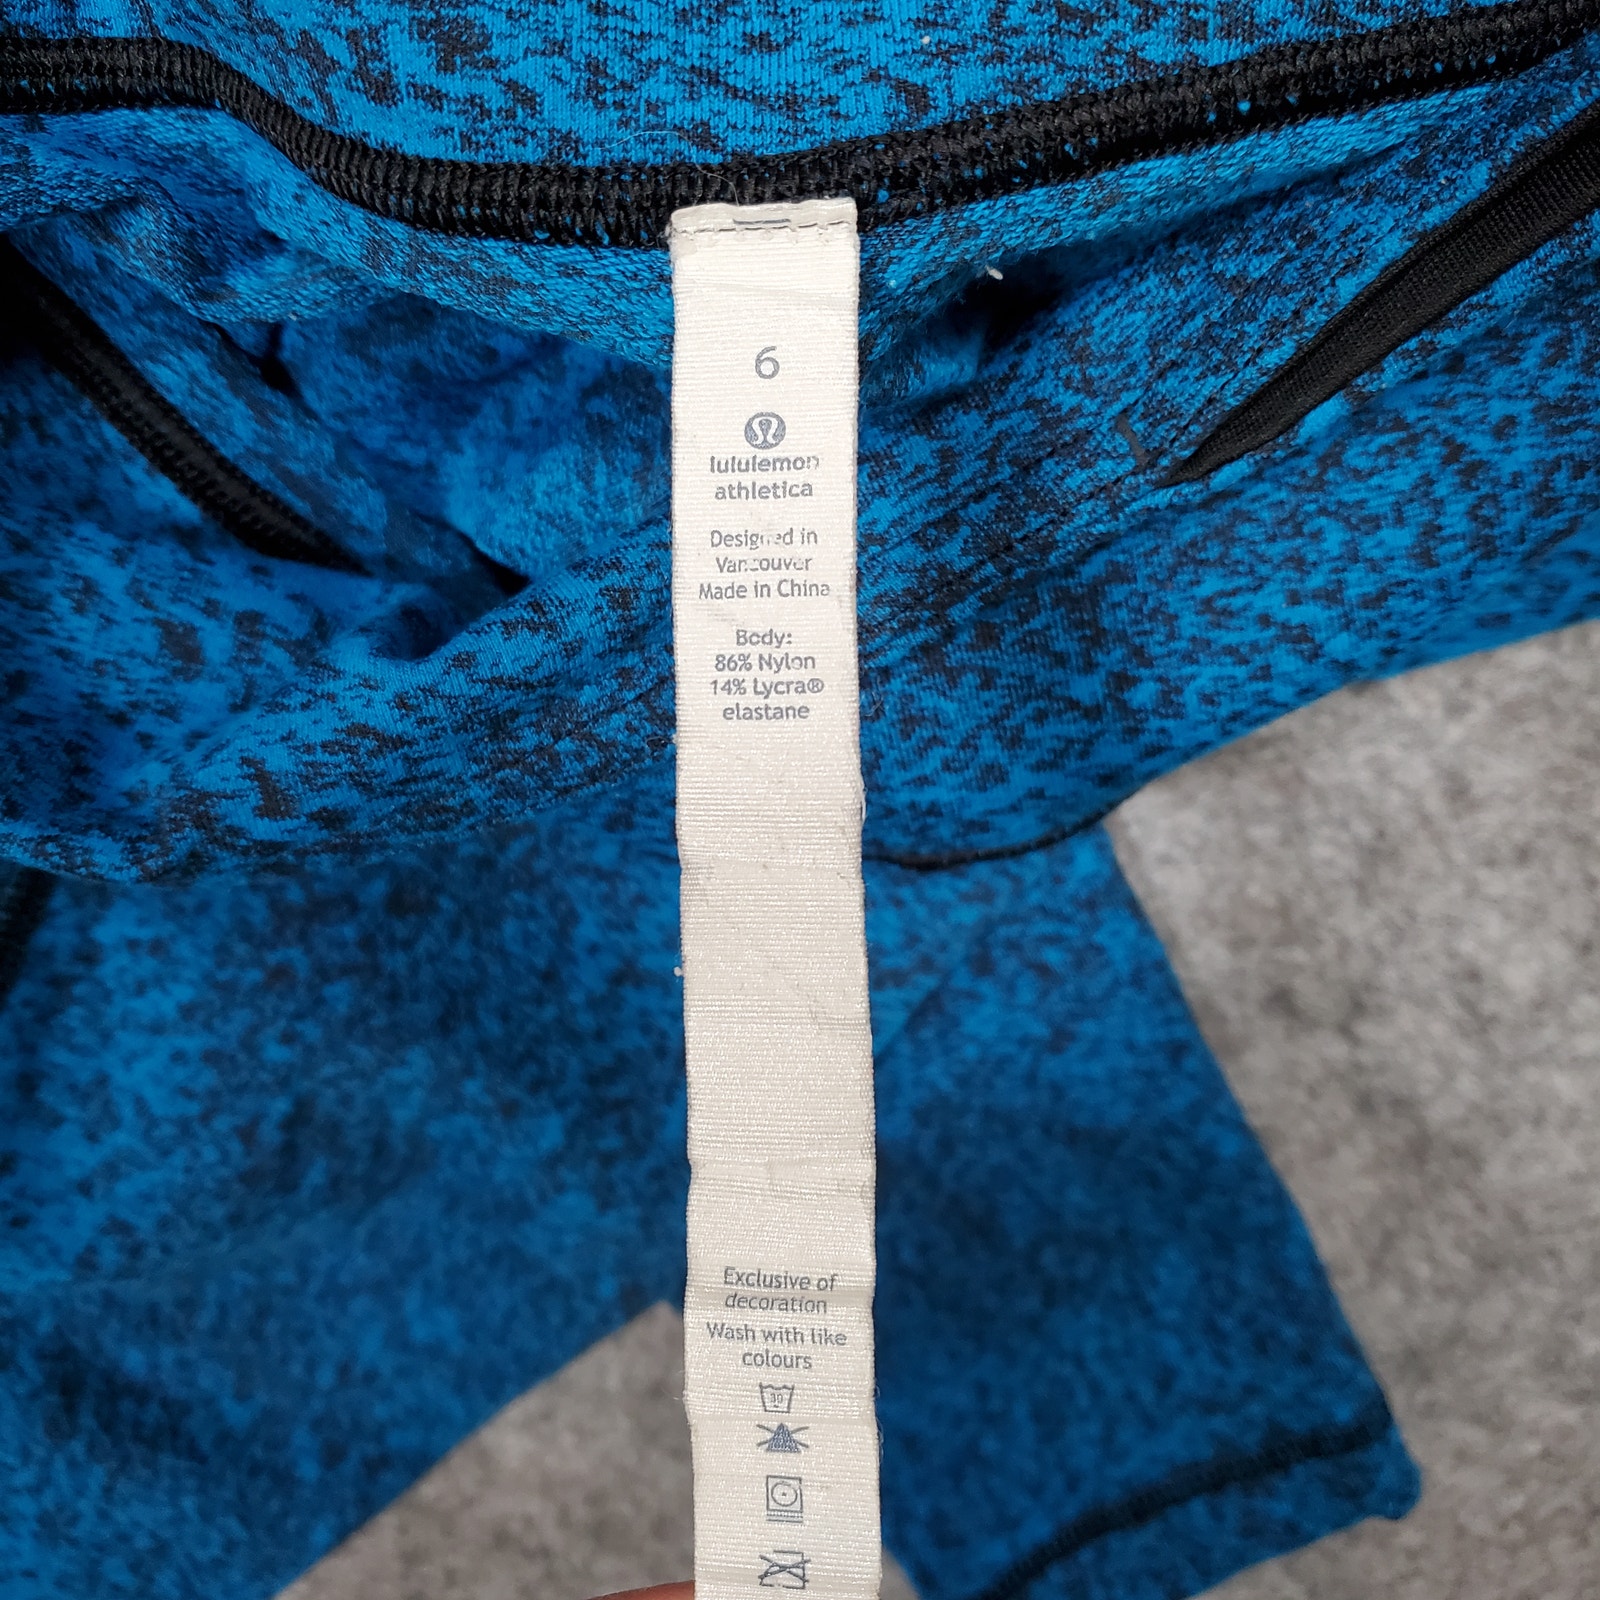 6
lululemon
athletica
Designed in
Vancouver
Made in China
Body:
86% Nylon
14% Lycra®
elastane
Exclusive of
decoration
Wash with like
colours
30